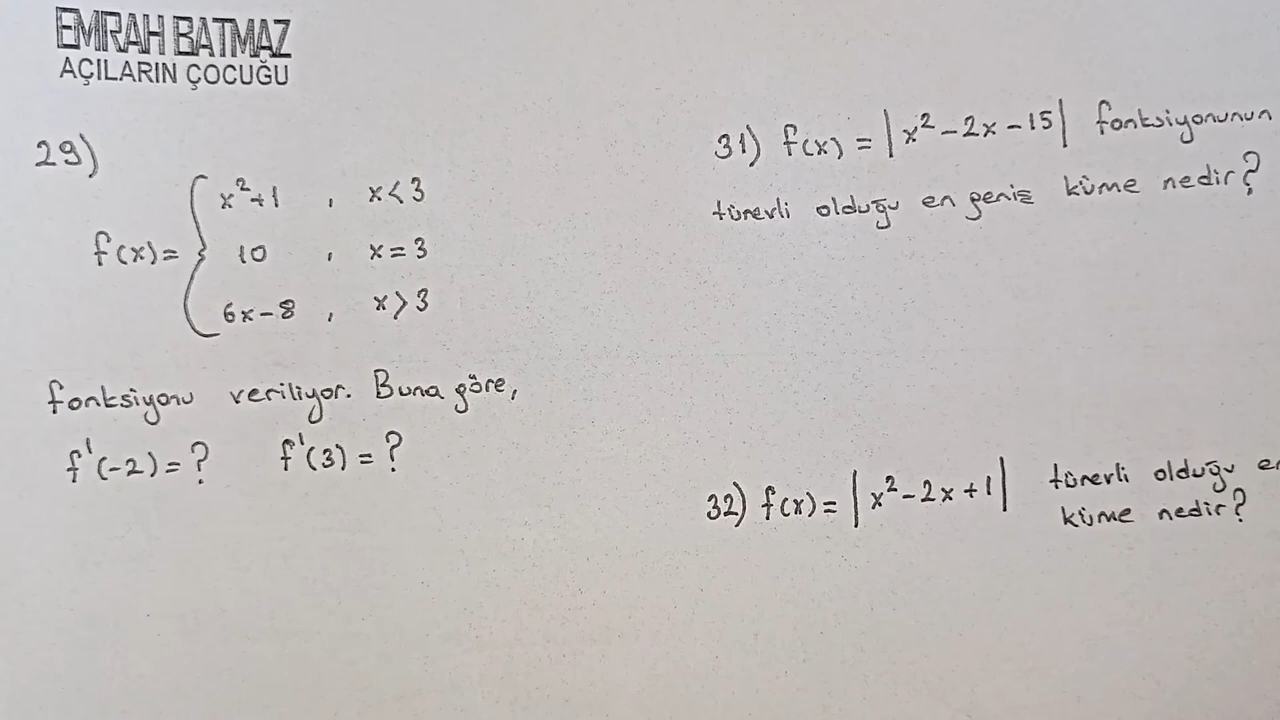 EMRAH BATMAZ
AÇILARIN ÇOCUĞU
29)
f(x) = { x²+1 , x<3
10 , x=3
6x-8 , x>3
fonksiyonu veriliyor. Buna göre,
f'(-2)=? f'(3)=?
31) f(x) = |x²-2x-15| fonksiyonunun
türevli olduğu en geniş küme nedir?
32) f(x) = |x²-2x+1| türevli olduğu
küme nedir?